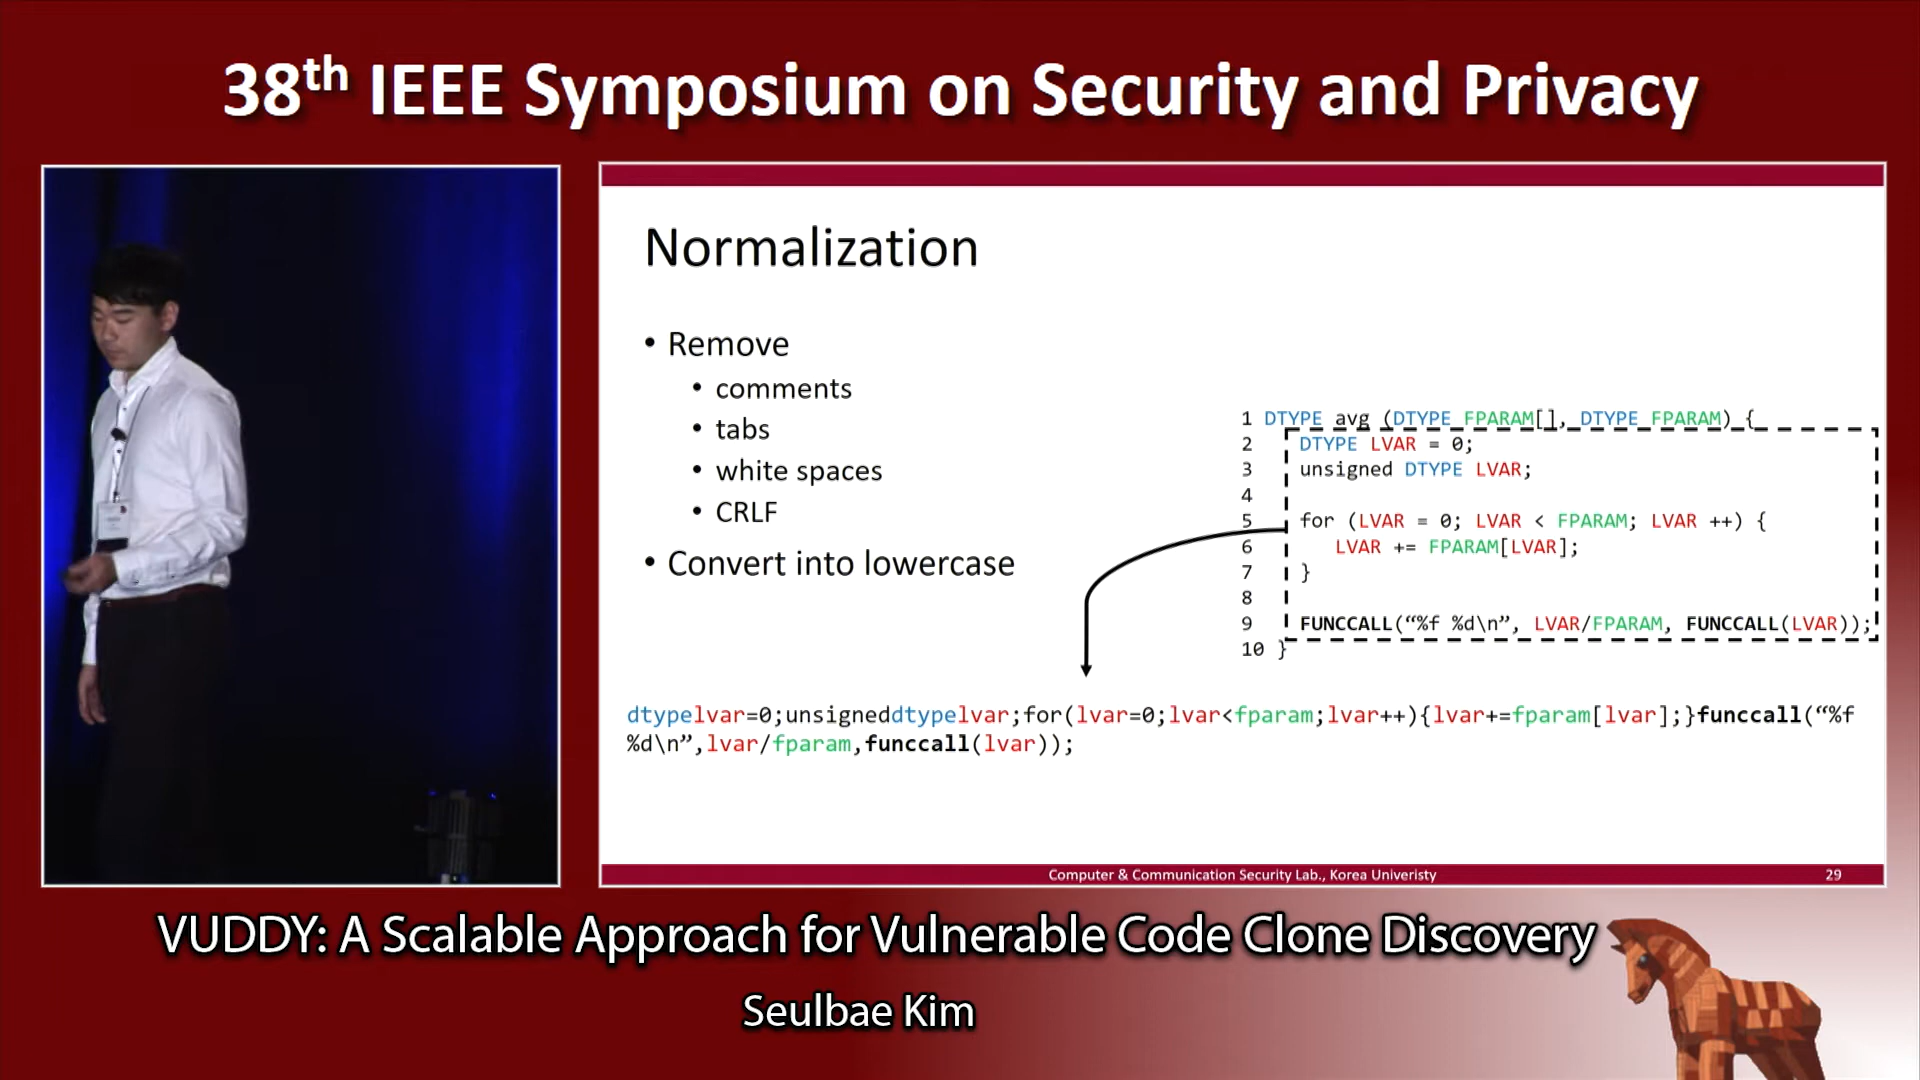 38th IEEE Symposium on Security and Privacy
Normalization
• Remove
• comments
• tabs
• white spaces
• CRLF
• Convert into lowercase
1 DTYPE avg (DTYPE FPARAM[], DTYPE FPARAM) {
2 DTYPE LVAR = 0;
3 unsigned DTYPE LVAR;
4
5 for (LVAR = 0; LVAR < FPARAM; LVAR ++) {
6 LVAR += FPARAM[LVAR];
7 }
8
9 FUNCCALL(“%f %d\n”, LVAR/FPARAM, FUNCCALL(LVAR));
10 }
dtypelvar=0;unsigneddtypelvar;for(lvar=0;lvar<fparam;lvar++){lvar+=fparam[lvar];}funccall(“%f
%d\n”,lvar/fparam,funccall(lvar));
Computer & Communication Security Lab., Korea Univeristy 29
VUDDY: A Scalable Approach for Vulnerable Code Clone Discovery
Seulbae Kim